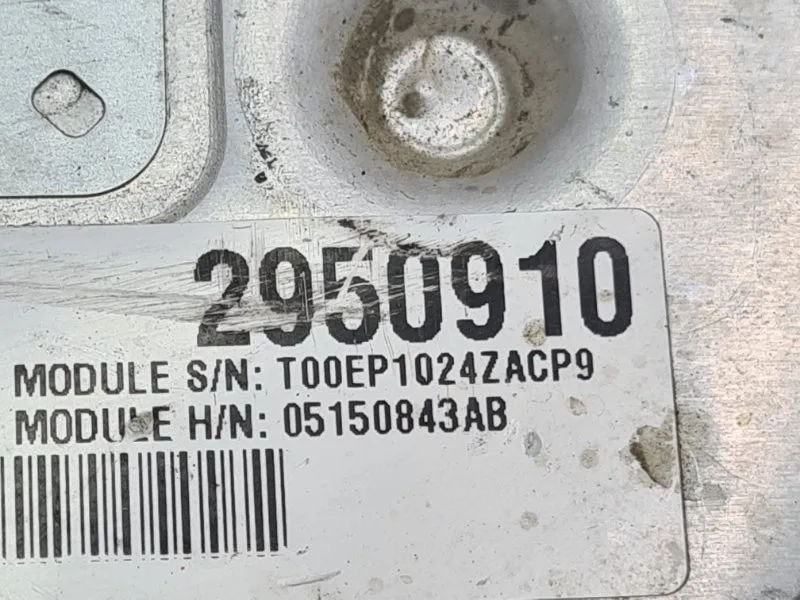 2950910
MODULE S/N: T00EP1024ZACP9
MODULE H/N: 05150843AB